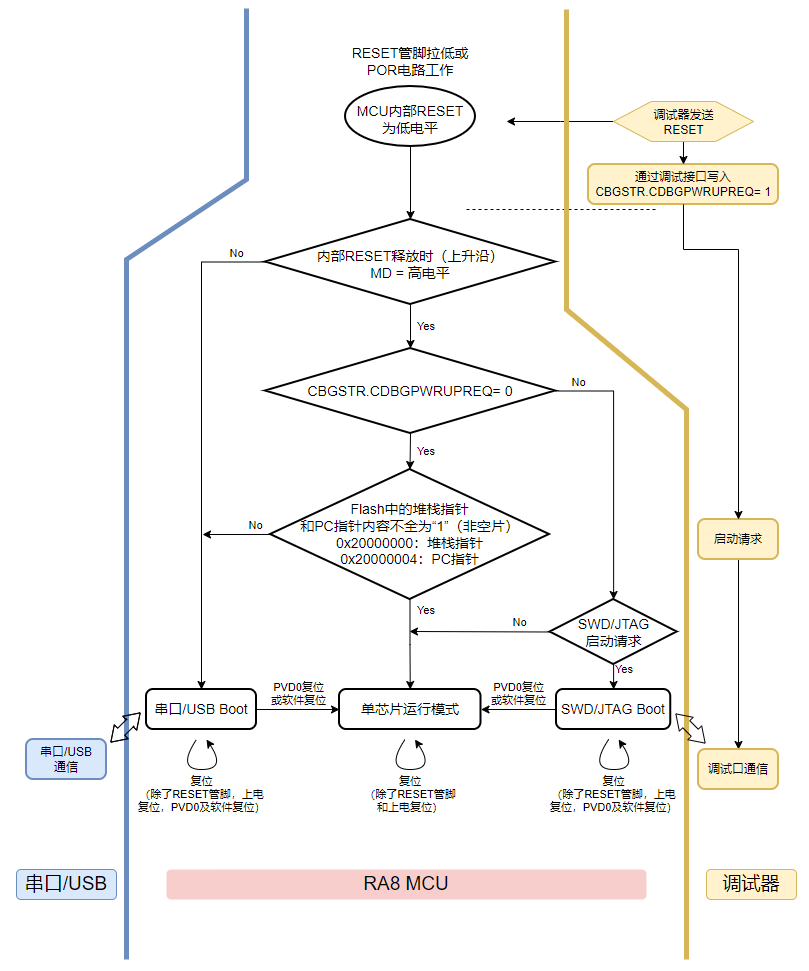 RESET管脚拉低或
POR电路工作
MCU内部RESET
为低电平
调试器发送
RESET
通过调试接口写入
CBGSTR.CDBGPWRUPREQ= 1
No
内部RESET释放时（上升沿）
MD = 高电平
Yes
CBGSTR.CDBGPWRUPREQ= 0
No
Yes
Flash中的堆栈指针
和PC指针内容不全为“1”（非空片）
0x20000000：堆栈指针
0x20000004：PC指针
No
启动请求
Yes
No
SWD/JTAG
启动请求
Yes
串口/USB Boot
PVD0复位
或软件复位
单芯片运行模式
PVD0复位
或软件复位
SWD/JTAG Boot
串口/USB
通信
调试口通信
复位
（除了RESET管脚，上电
复位，PVD0及软件复位）
复位
（除了RESET管脚
和上电复位）
复位
（除了RESET管脚，上电
复位，PVD0及软件复位）
串口/USB
RA8 MCU
调试器